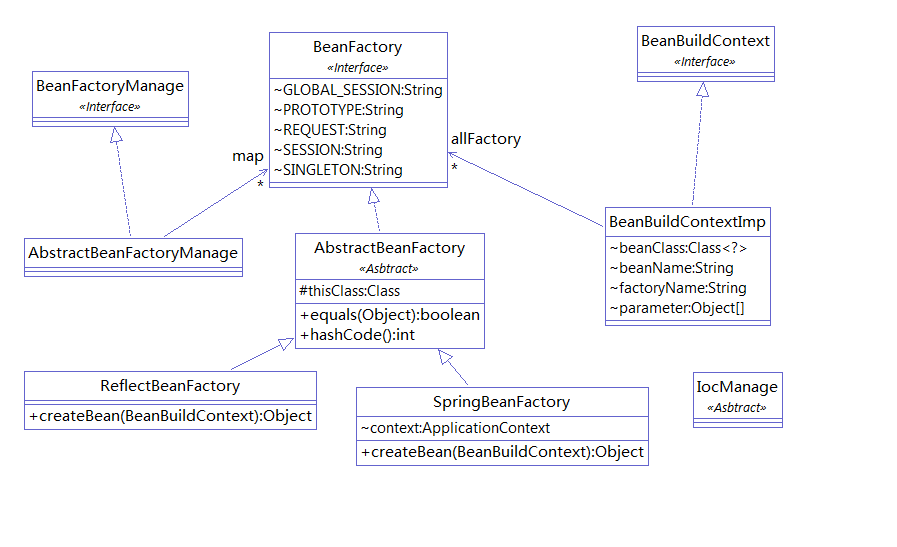 BeanFactory
«Interface»
~GLOBAL_SESSION:String
~PROTOTYPE:String
~REQUEST:String
~SESSION:String
~SINGLETON:String
BeanBuildContext
«Interface»
BeanFactoryManage
«Interface»
map
*
allFactory
*
AbstractBeanFactoryManage
AbstractBeanFactory
«Asbtract»
#thisClass:Class
+equals(Object):boolean
+hashCode():int
BeanBuildContextImp
~beanClass:Class<?>
~beanName:String
~factoryName:String
~parameter:Object[]
ReflectBeanFactory
+createBean(BeanBuildContext):Object
SpringBeanFactory
~context:ApplicationContext
+createBean(BeanBuildContext):Object
IocManage
«Asbtract»